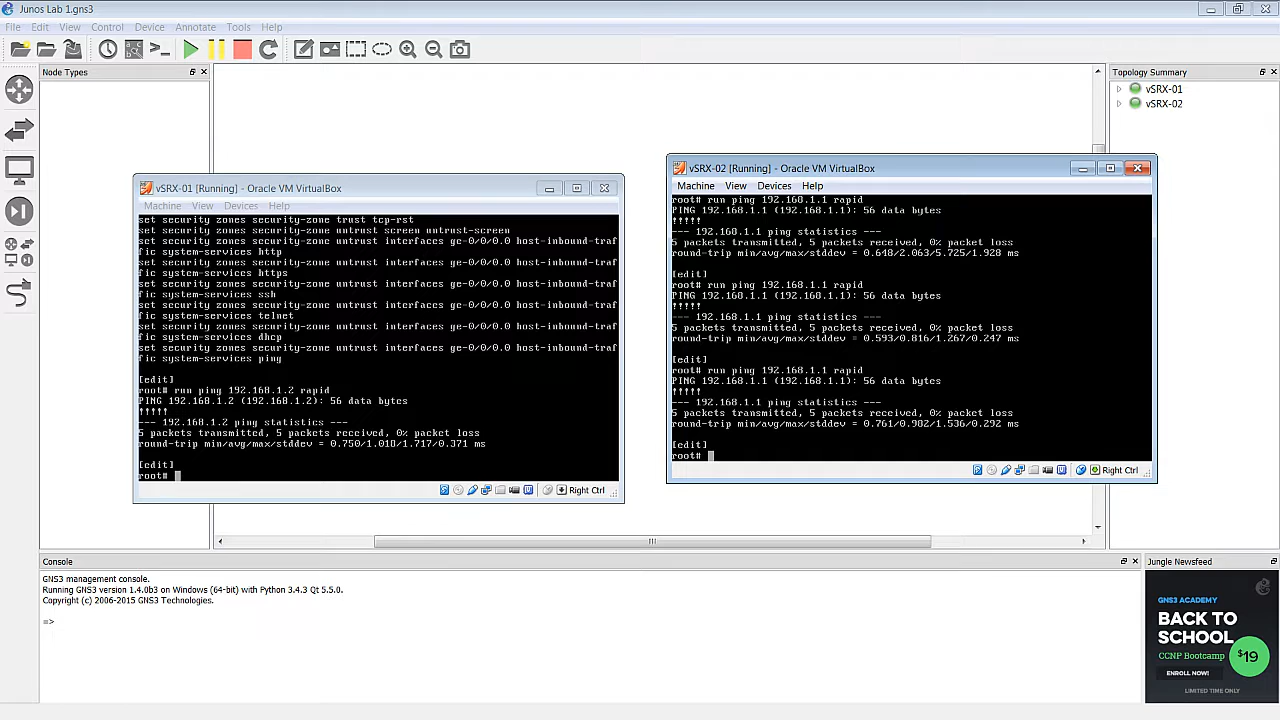 Junos Lab 1.gns3
File Edit View Control Device Annotate Tools Help
Node Types
Topology Summary
vSRX-01
vSRX-02
vSRX-01 [Running] - Oracle VM VirtualBox
Machine View Devices Help
set security zones security-zone trust tcp-rst
set security zones security-zone untrust screen untrust-screen
set security zones security-zone untrust interfaces ge-0/0/0.0 host-inbound-traf
fic system-services http
set security zones security-zone untrust interfaces ge-0/0/0.0 host-inbound-traf
fic system-services https
set security zones security-zone untrust interfaces ge-0/0/0.0 host-inbound-traf
fic system-services ssh
set security zones security-zone untrust interfaces ge-0/0/0.0 host-inbound-traf
fic system-services telnet
set security zones security-zone untrust interfaces ge-0/0/0.0 host-inbound-traf
fic system-services dhcp
set security zones security-zone untrust interfaces ge-0/0/0.0 host-inbound-traf
fic system-services ping
[edit]
root# run ping 192.168.1.2 rapid
PING 192.168.1.2 (192.168.1.2): 56 data bytes
!!!!!
--- 192.168.1.2 ping statistics ---
5 packets transmitted, 5 packets received, 0% packet loss
round-trip min/avg/max/stddev = 0.750/1.010/1.717/0.371 ms
[edit]
root#
Right Ctrl
vSRX-02 [Running] - Oracle VM VirtualBox
Machine View Devices Help
root# run ping 192.168.1.1 rapid
PING 192.168.1.1 (192.168.1.1): 56 data bytes
!!!!!
--- 192.168.1.1 ping statistics ---
5 packets transmitted, 5 packets received, 0% packet loss
round-trip min/avg/max/stddev = 0.648/2.063/5.725/1.928 ms
[edit]
root# run ping 192.168.1.1 rapid
PING 192.168.1.1 (192.168.1.1): 56 data bytes
!!!!!
--- 192.168.1.1 ping statistics ---
5 packets transmitted, 5 packets received, 0% packet loss
round-trip min/avg/max/stddev = 0.593/0.816/1.267/0.247 ms
[edit]
root# run ping 192.168.1.1 rapid
PING 192.168.1.1 (192.168.1.1): 56 data bytes
!!!!!
--- 192.168.1.1 ping statistics ---
5 packets transmitted, 5 packets received, 0% packet loss
round-trip min/avg/max/stddev = 0.761/0.982/1.536/0.292 ms
[edit]
root#
Right Ctrl
Console
GNS3 management console.
Running GNS3 version 1.4.0b3 on Windows (64-bit) with Python 3.4.3 Qt 5.5.0.
Copyright (c) 2006-2015 GNS3 Technologies.
=>
Jungle Newsfeed
GNS3 ACADEMY
BACK TO
SCHOOL
CCNP Bootcamp
$19
ENROLL NOW!
LIMITED TIME ONLY